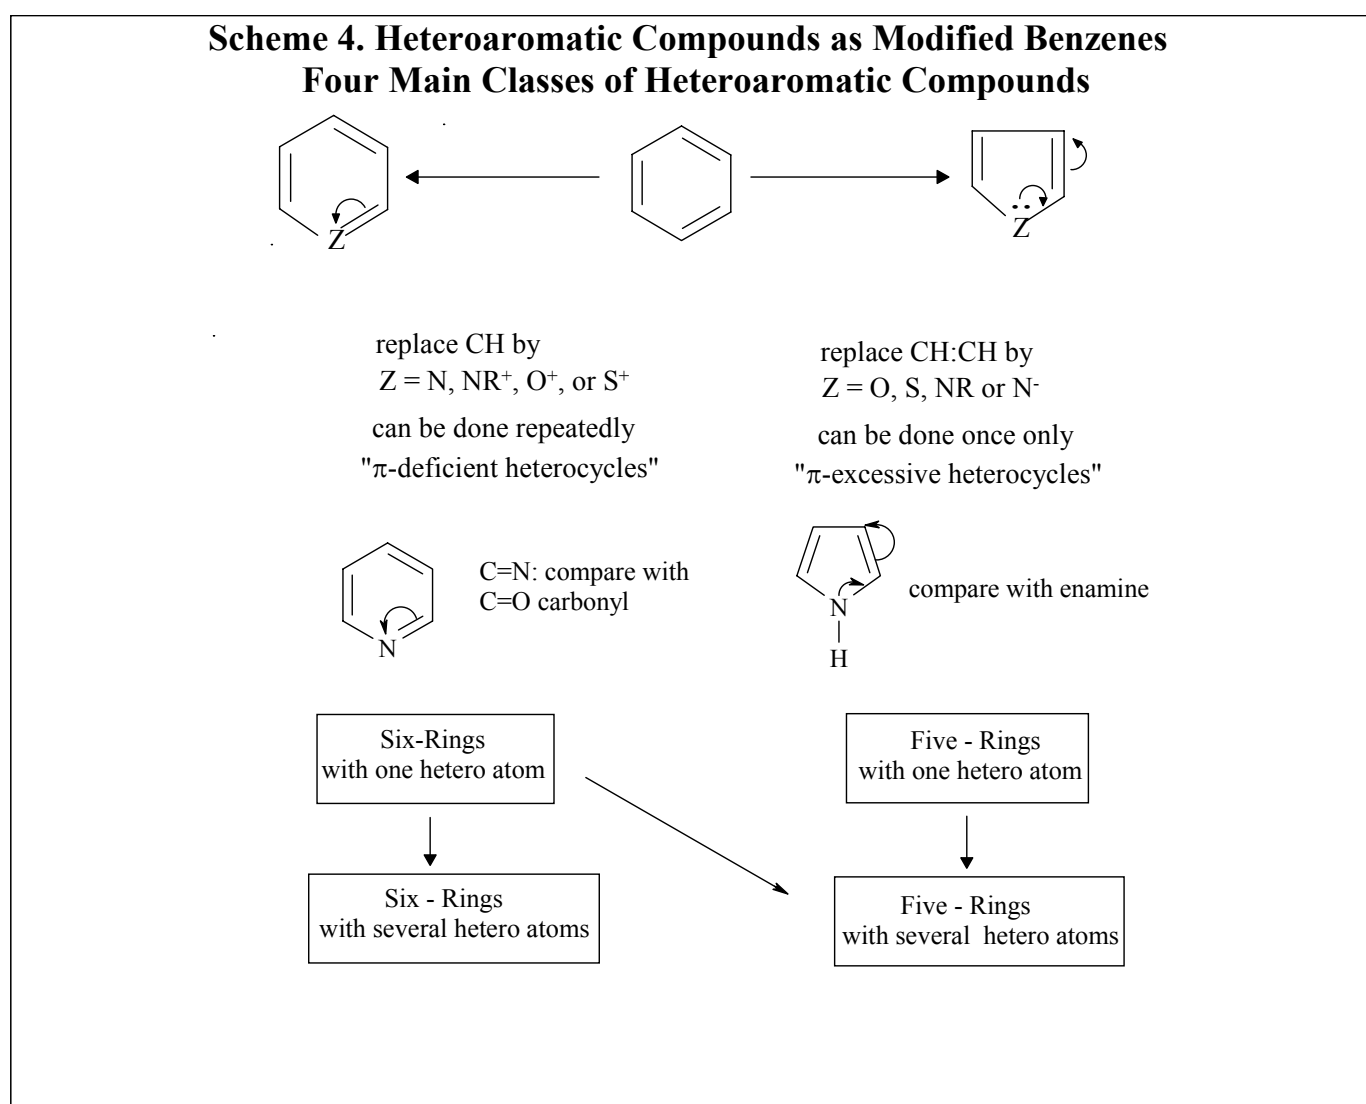 Scheme 4. Heteroaromatic Compounds as Modified Benzenes
Four Main Classes of Heteroaromatic Compounds
Z
Z
replace CH by
Z = N, NR⁺, O⁺, or S⁺
can be done repeatedly
"π-deficient heterocycles"
replace CH:CH by
Z = O, S, NR or N⁻
can be done once only
"π-excessive heterocycles"
N
C=N: compare with
C=O carbonyl
N
H
compare with enamine
Six-Rings
with one hetero atom
Five - Rings
with one hetero atom
Six - Rings
with several hetero atoms
Five - Rings
with several hetero atoms